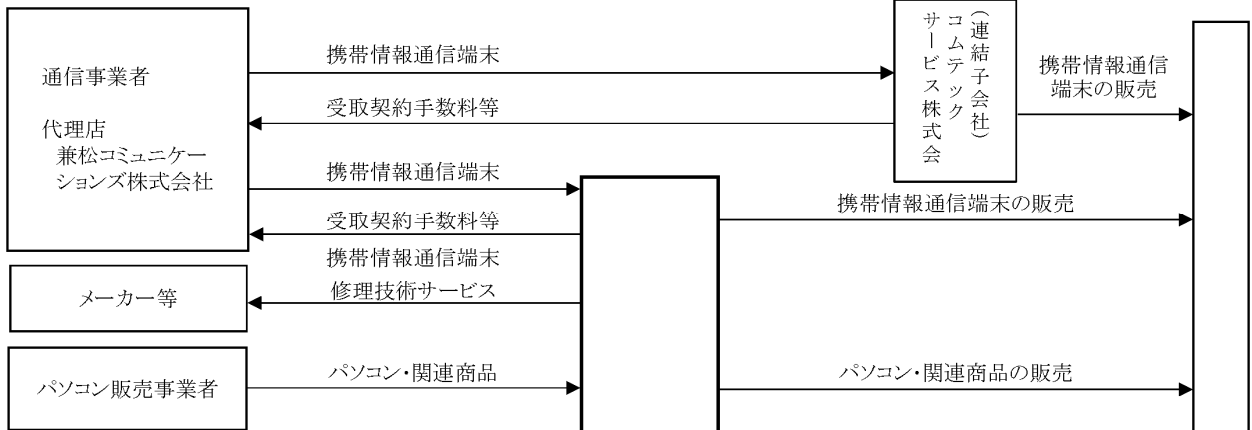 通信事業者
代理店
兼松コミュニケー
ションズ株式会社
携帯情報通信端末
受取契約手数料等
(連結子会社)
コムテック
サービス株式会
携帯情報通信
端末の販売
携帯情報通信端末
受取契約手数料等
携帯情報通信端末の販売
メーカー等
携帯情報通信端末
修理技術サービス
パソコン販売事業者
パソコン・関連商品
パソコン・関連商品の販売